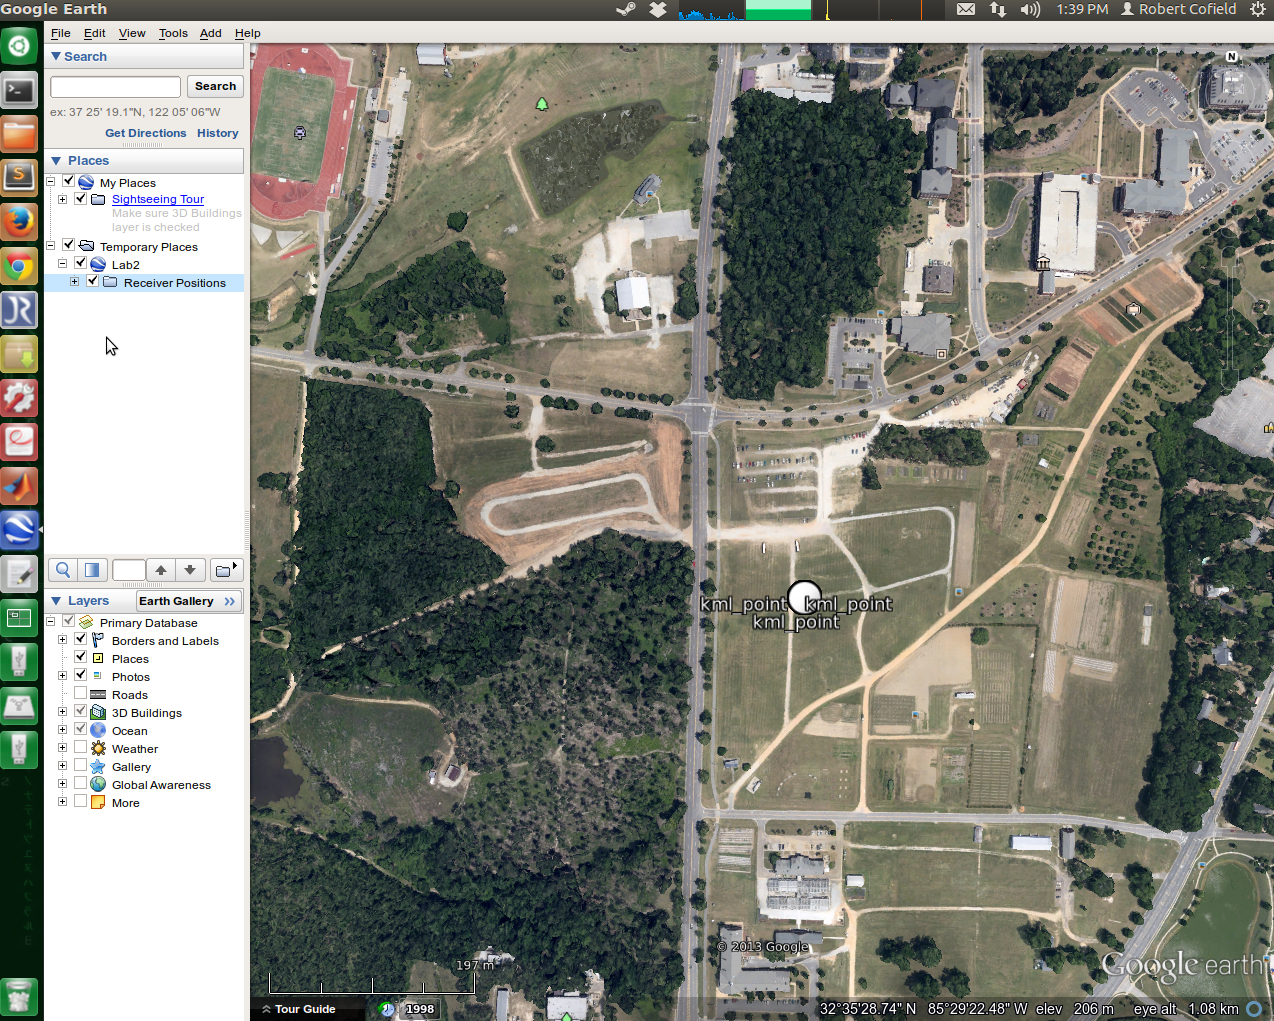 Google Earth
1:39 PM Robert Cofield
File Edit View Tools Add Help
Search
Search
ex: 37 25' 19.1"N, 122 05' 06"W
Get Directions History
Places
My Places
Sightseeing Tour
Make sure 3D Buildings
layer is checked
Temporary Places
Lab2
Receiver Positions
Layers
Earth Gallery >>
Primary Database
Borders and Labels
Places
Photos
Roads
3D Buildings
Ocean
Weather
Gallery
Global Awareness
More
N
kml_point kml_point
kml_point
© 2013 Google
197 m
Google earth
Tour Guide
1998
32°35'28.74" N 85°29'22.48" W elev 206 m eye alt 1.08 km